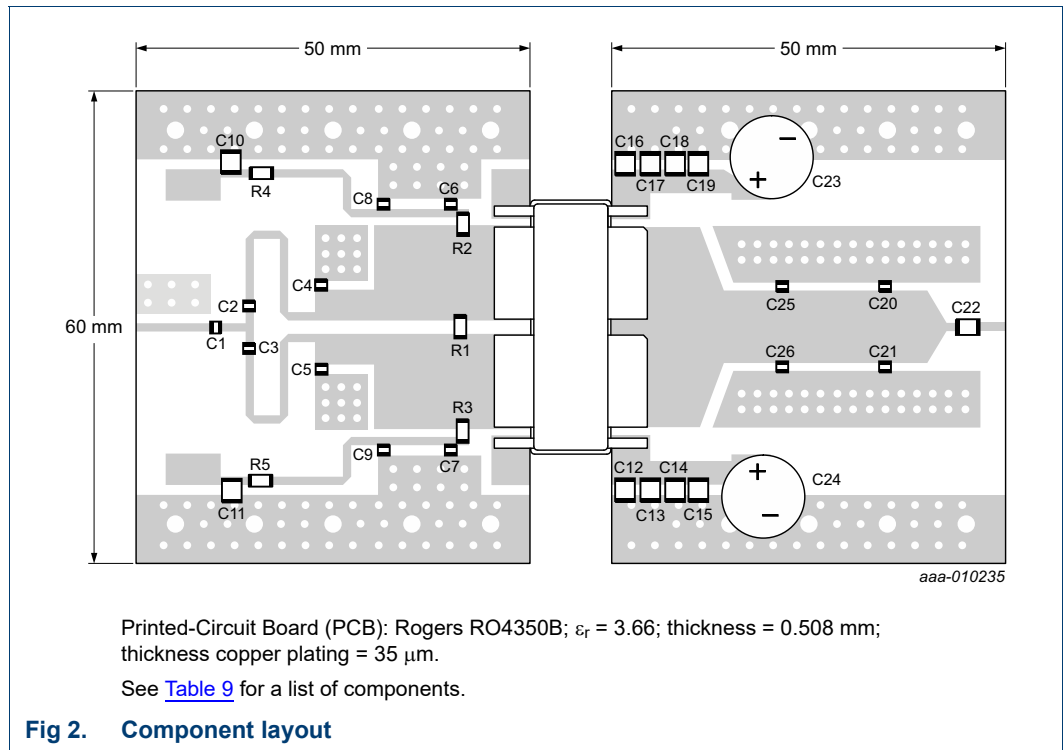 50 mm
50 mm
60 mm
C10
R4
C8
C6
R2
C4
C2
C1
C3
R1
C5
R3
R5
C9
C7
C11
C16
C18
C17
C19
−
+
C23
C25
C20
C22
C26
C21
C12
C14
C13
C15
+
−
C24
aaa-010235
Printed-Circuit Board (PCB): Rogers RO4350B; εr = 3.66; thickness = 0.508 mm;
thickness copper plating = 35 μm.
See Table 9 for a list of components.
Fig 2. Component layout